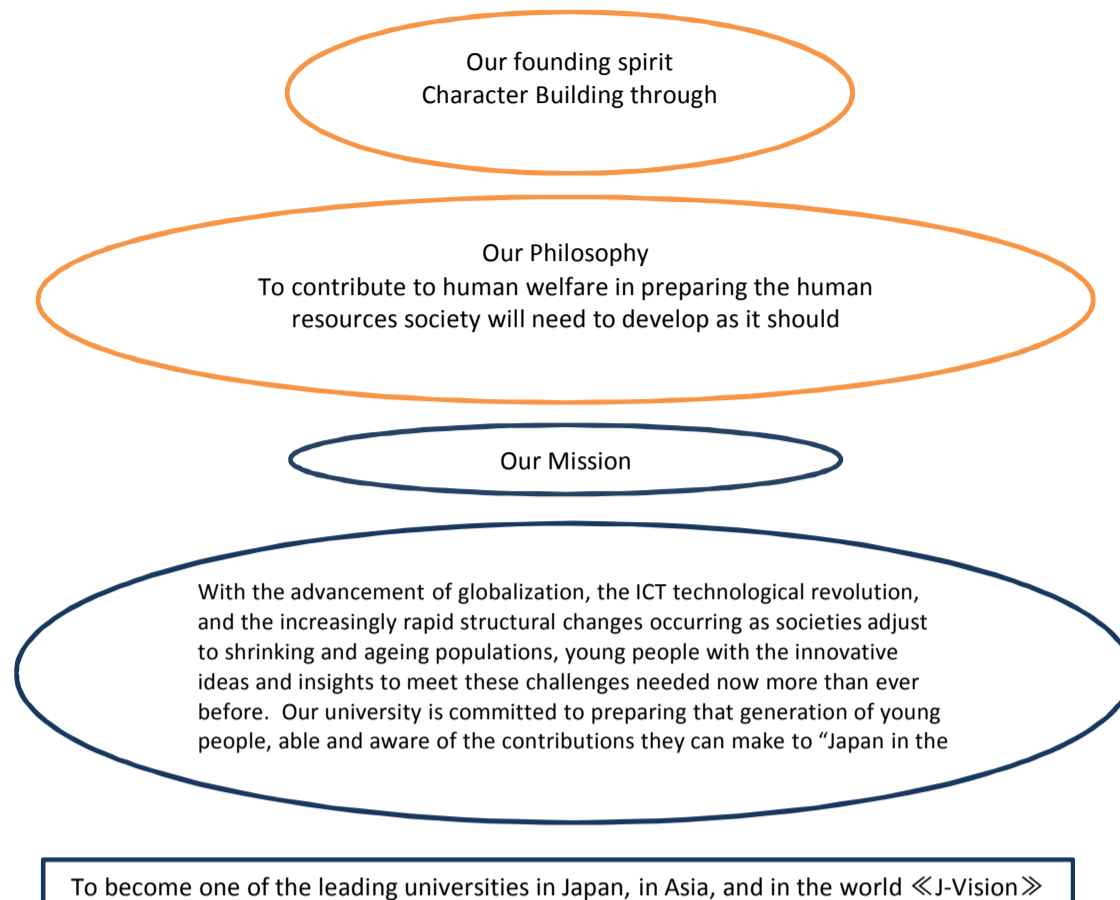 Our founding spirit
Character Building through
Our Philosophy
To contribute to human welfare in preparing the human
resources society will need to develop as it should
Our Mission
With the advancement of globalization, the ICT technological revolution,
and the increasingly rapid structural changes occurring as societies adjust
to shrinking and ageing populations, young people with the innovative
ideas and insights to meet these challenges needed now more than ever
before.  Our university is committed to preparing that generation of young
people, able and aware of the contributions they can make to “Japan in the
To become one of the leading universities in Japan, in Asia, and in the world ≪J-Vision≫